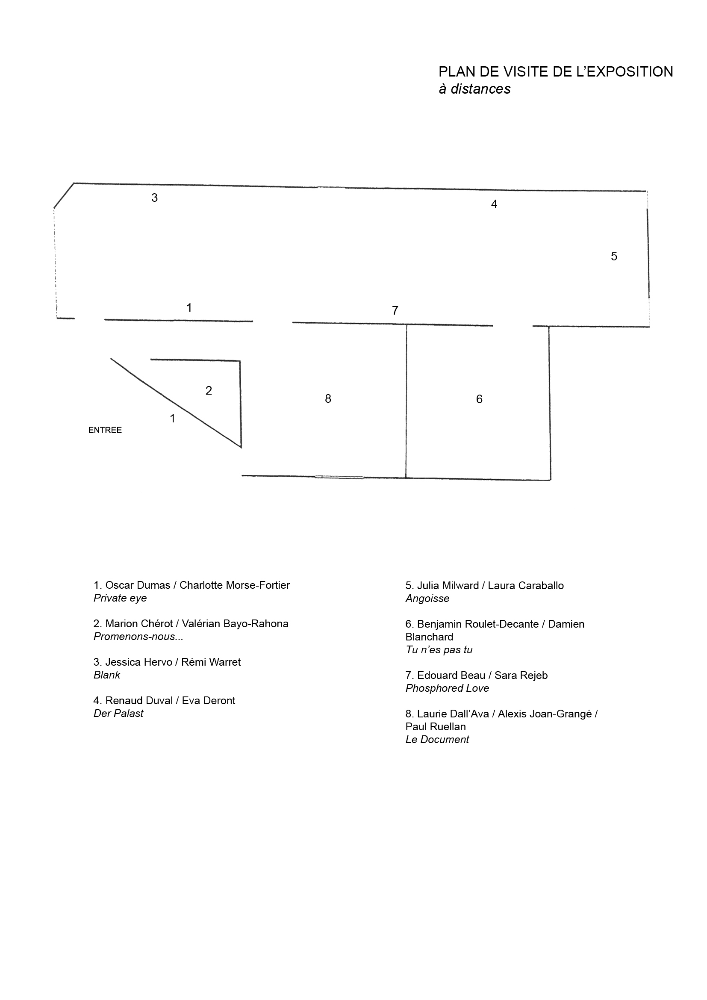 PLAN DE VISITE DE L’EXPOSITION
à distances
3
4
5
1
7
2
8
6
1
ENTREE
1. Oscar Dumas / Charlotte Morse-Fortier
Private eye
2. Marion Chérot / Valérian Bayo-Rahona
Promenons-nous...
3. Jessica Hervo / Rémi Warret
Blank
4. Renaud Duval / Eva Deront
Der Palast
5. Julia Milward / Laura Caraballo
Angoisse
6. Benjamin Roulet-Decante / Damien
Blanchard
Tu n’es pas tu
7. Edouard Beau / Sara Rejeb
Phosphored Love
8. Laurie Dall’Ava / Alexis Joan-Grangé /
Paul Ruellan
Le Document